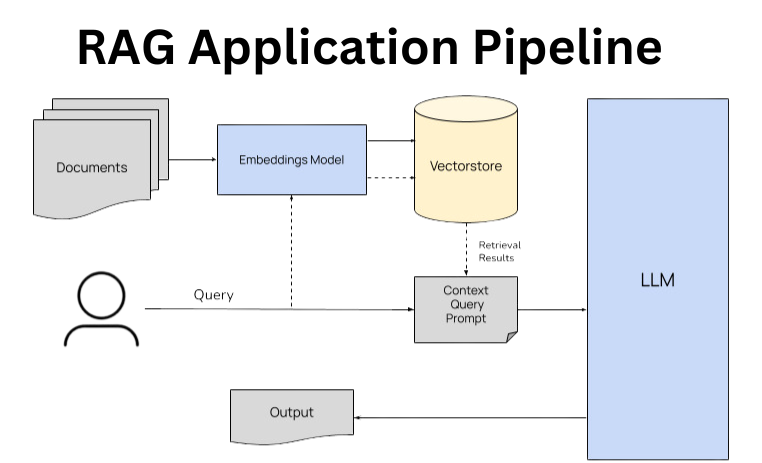 RAG Application Pipeline
Documents
Embeddings Model
Vectorstore
Retrieval
Results
Query
Context
Query
Prompt
LLM
Output